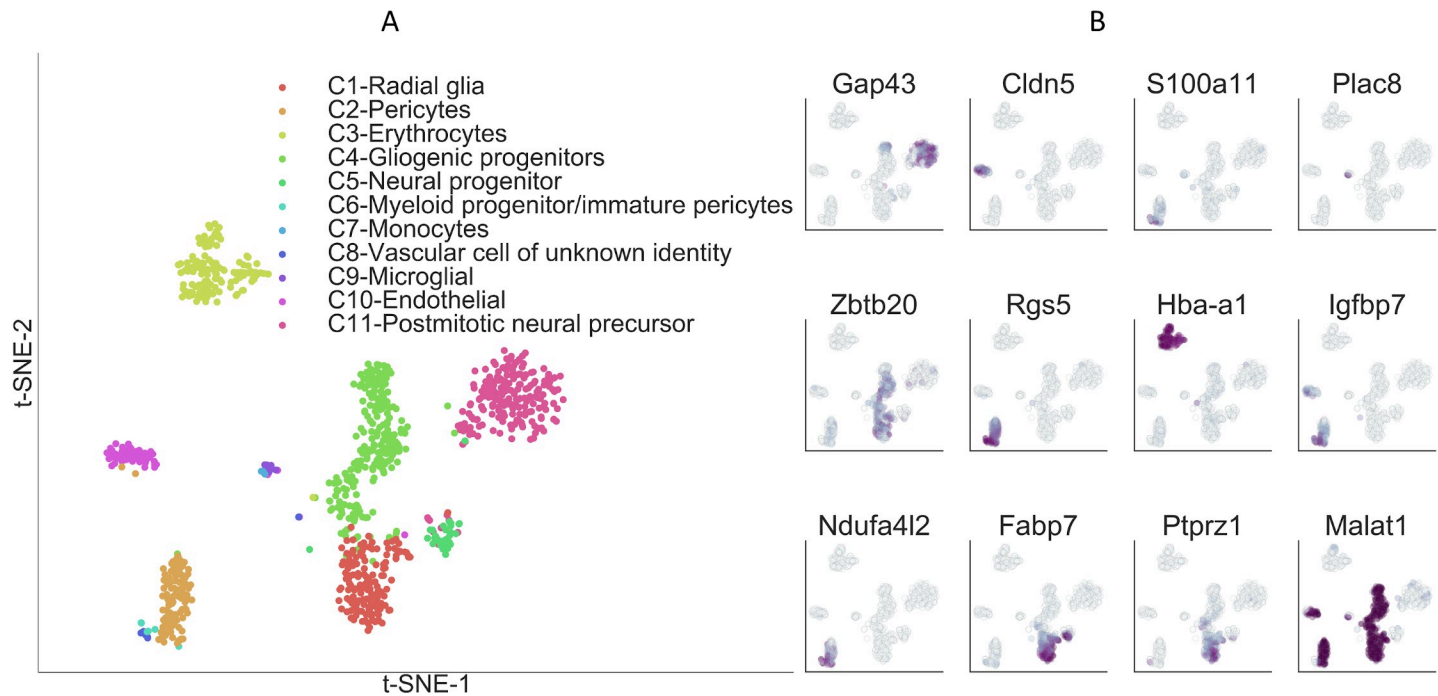 A
B
C1-Radial glia
C2-Pericytes
C3-Erythrocytes
C4-Gliogenic progenitors
C5-Neural progenitor
C6-Myeloid progenitor/immature pericytes
C7-Monocytes
C8-Vascular cell of unknown identity
C9-Microglial
C10-Endothelial
C11-Postmitotic neural precursor
t-SNE-2
t-SNE-1
Gap43
Cldn5
S100a11
Plac8
Zbtb20
Rgs5
Hba-a1
Igfbp7
Ndufa4l2
Fabp7
Ptprz1
Malat1